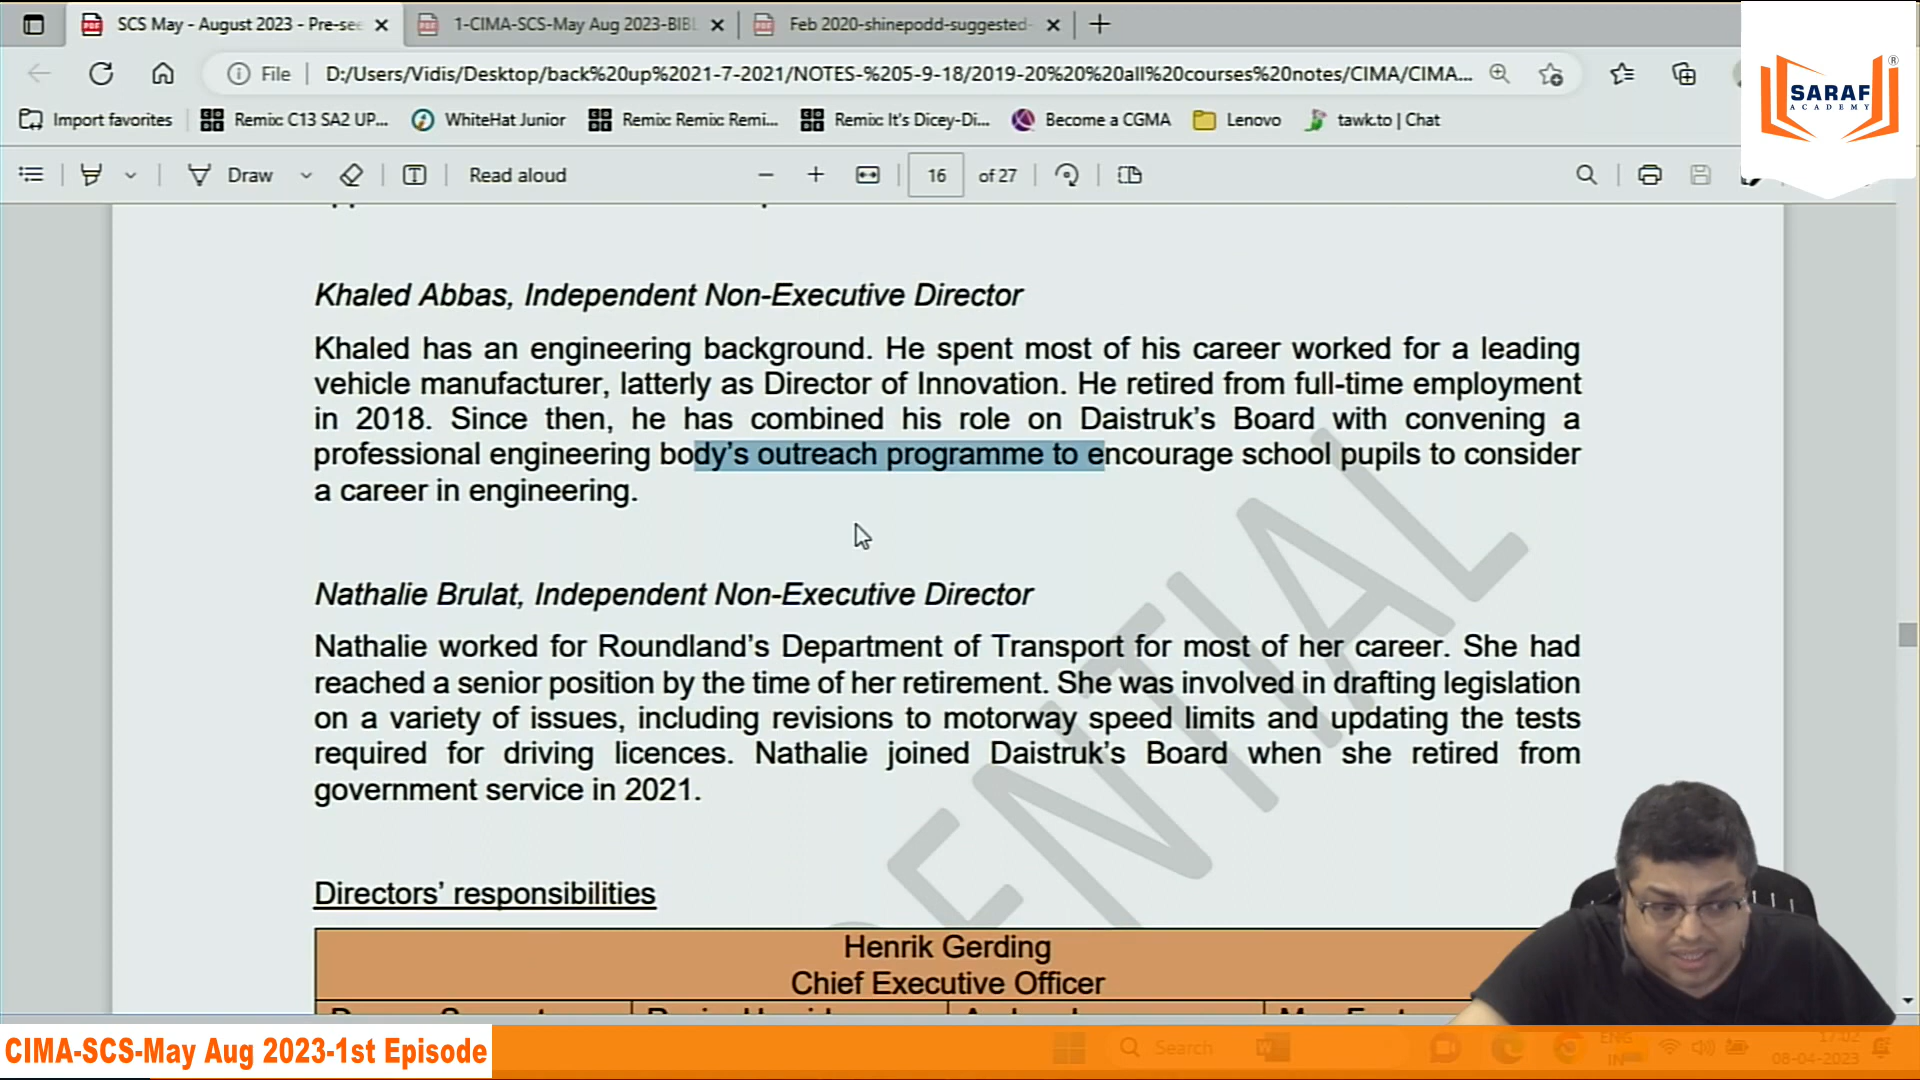 SCS May - August 2023 - Pre-see
1-CIMA-SCS-May Aug 2023-BIBL
Feb 2020-shinepodd-suggested-
File
D:/Users/Vidis/Desktop/back%20up%2021-7-2021/NOTES-%205-9-18/2019-20%20%20all%20courses%20notes/CIMA/CIMA...
SARAF
ACADEMY
®
Import favorites
Remix: C13 SA2 UP...
WhiteHat Junior
Remix: Remix: Remi...
Remix: It's Dicey-Di...
Become a CGMA
Lenovo
tawk.to | Chat
Draw
Read aloud
16
of 27
Khaled Abbas, Independent Non-Executive Director
Khaled has an engineering background. He spent most of his career worked for a leading
vehicle manufacturer, latterly as Director of Innovation. He retired from full-time employment
in 2018. Since then, he has combined his role on Daistruk's Board with convening a
professional engineering body's outreach programme to encourage school pupils to consider
a career in engineering.
Nathalie Brulat, Independent Non-Executive Director
Nathalie worked for Roundland's Department of Transport for most of her career. She had
reached a senior position by the time of her retirement. She was involved in drafting legislation
on a variety of issues, including revisions to motorway speed limits and updating the tests
required for driving licences. Nathalie joined Daistruk's Board when she retired from
government service in 2021.
ENTIAL
Directors' responsibilities
Henrik Gerding
Chief Executive Officer
CIMA-SCS-May Aug 2023-1st Episode
Search
ENG
IN
17:02
08-04-2023